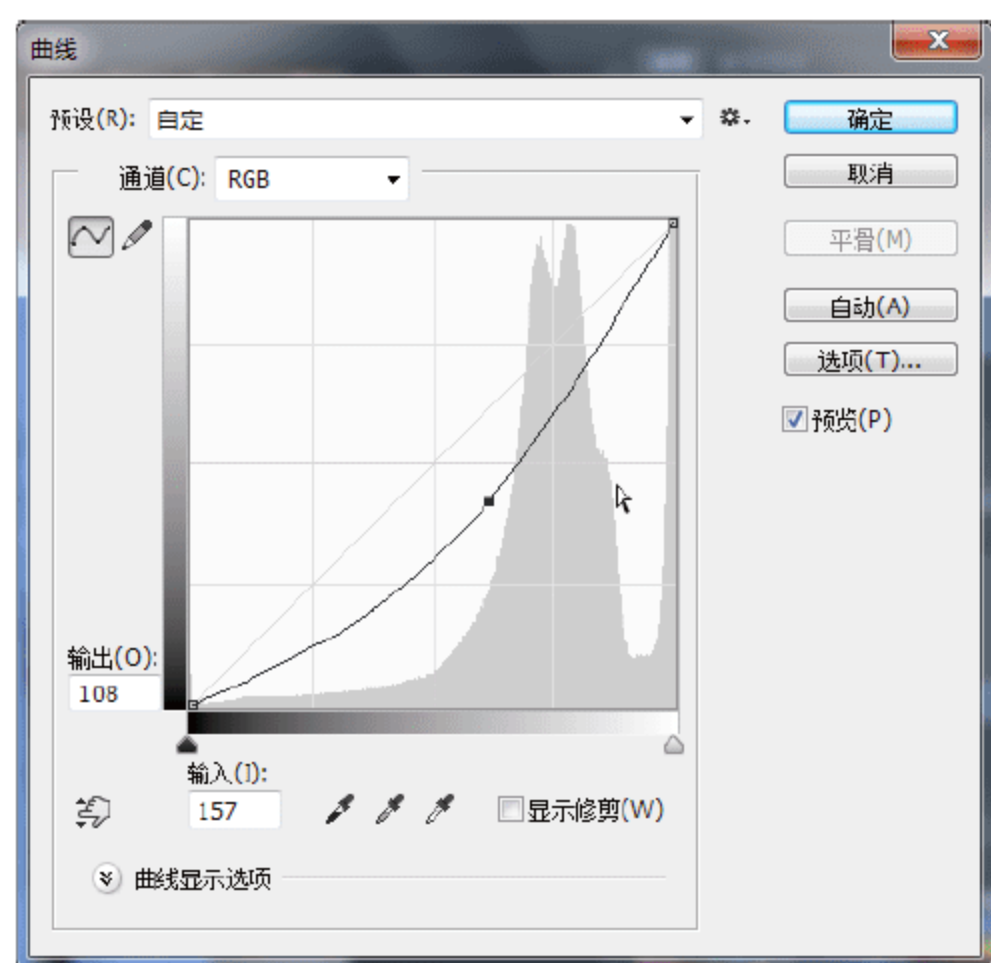 曲线
预设(R): 自定
确定
通道(C): RGB
取消
平滑(M)
自动(A)
选项(T)...
预览(P)
输出(O):
108
输入(I):
157
显示修剪(W)
曲线显示选项